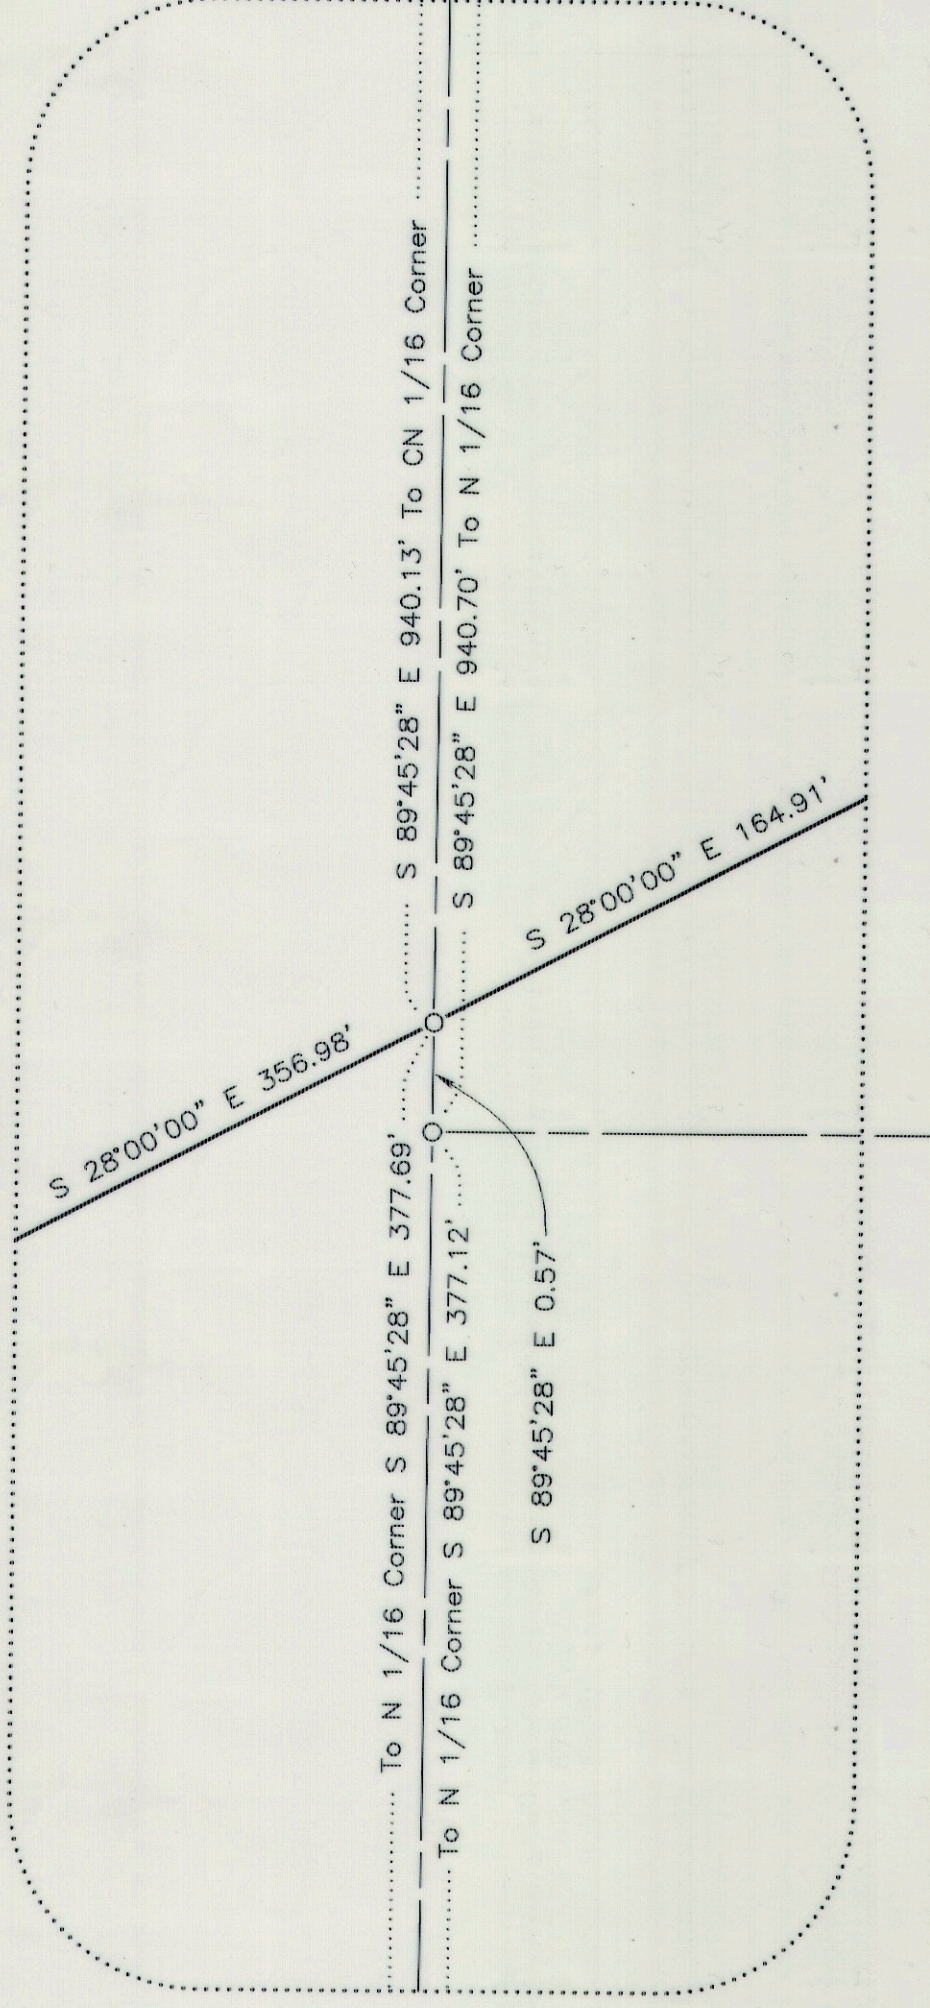 To N 1/16 Corner S 89°45'28" E 377.69'
S 89°45'28" E 940.13' To CN 1/16 Corner
To N 1/16 Corner S 89°45'28" E 377.12'
S 89°45'28" E 940.70' To N 1/16 Corner
S 28°00'00" E 356.98'
S 28°00'00" E 164.91'
S 89°45'28" E 0.57'